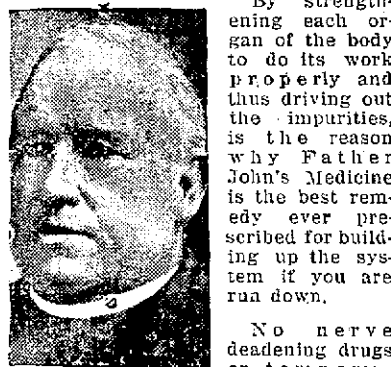 By strength-
ening each or-
gan of the body
to do its work
properly and
thus driving out
the impurities,
is the reason
why Father
John's Medicine
is the best rem-
edy ever pre-
scribed for build-
ing up the sys-
tem if you are
run down.
No nerve
deadening drugs